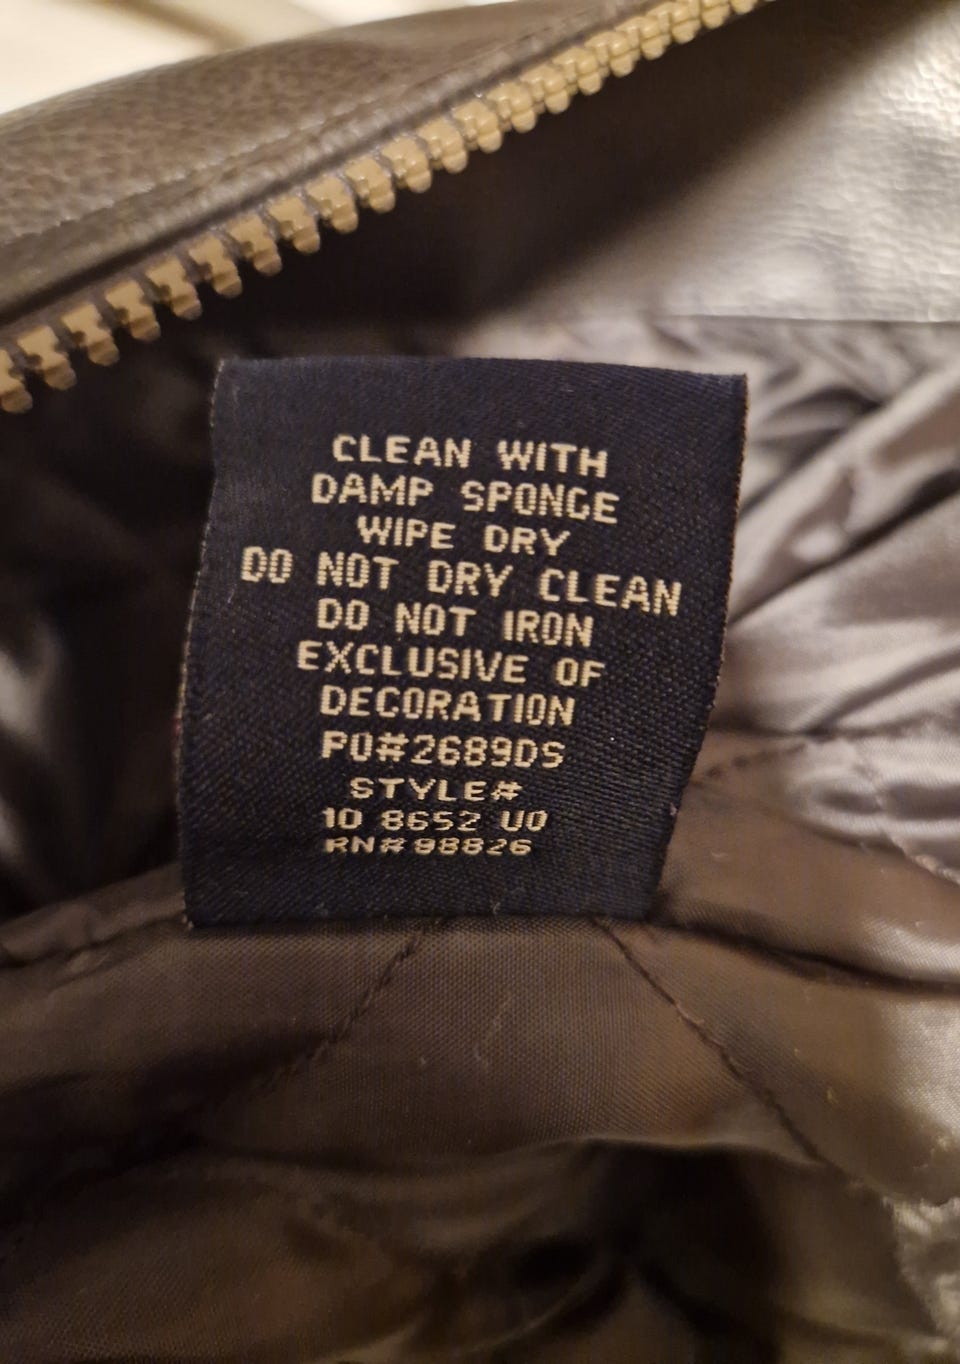 CLEAN WITH
DAMP SPONGE
WIPE DRY
DO NOT DRY CLEAN
DO NOT IRON
EXCLUSIVE OF
DECORATION
PO#2689DS
STYLE#
10 8652 U0
RN#98826